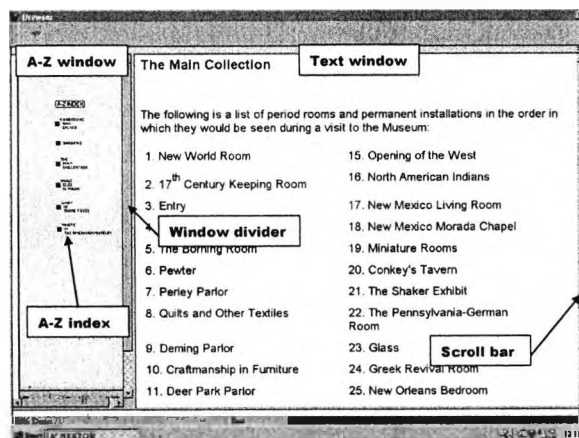 Browser
A-Z window
Text window
The Main Collection
A-Z INDEX
GARDENS
The following is a list of period rooms and permanent installations in the order in
which they would be seen during a visit to the Museum:
1. New World Room
2. 17th Century Keeping Room
3. Entry
4
5. The Borning Room
6. Pewter
7. Perley Parlor
8. Quilts and Other Textiles
9. Deming Parlor
10. Craftmanship in Furniture
11. Deer Park Parlor
15. Opening of the West
16. North American Indians
17. New Mexico Living Room
18. New Mexico Morada Chapel
19. Miniature Rooms
20. Conkey's Tavern
21. The Shaker Exhibit
22. The Pennsylvania-German
Room
23. Glass
24. Greek Revival Room
25. New Orleans Bedroom
Window divider
A-Z index
Scroll bar